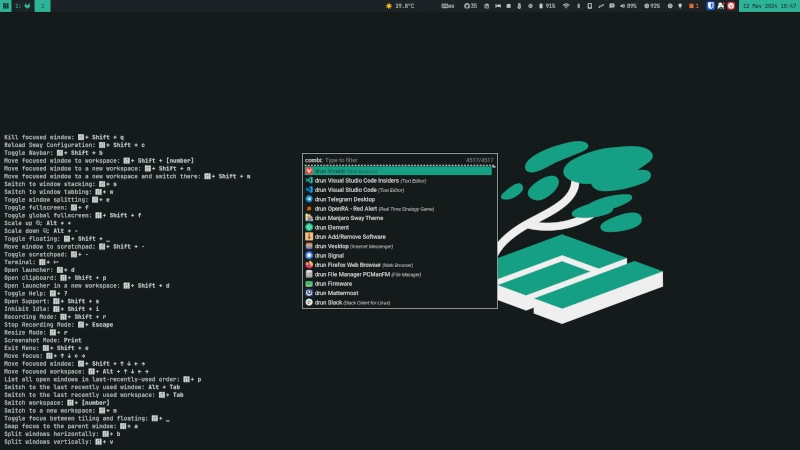 1:
2
19.8°C
eu
35
91%
89%
92%
1
12 May 2024 10:47
Kill focused window: + Shift + q
Reload Sway Configuration: + Shift + c
Toggle Waybar: + Shift + b
Move focused window to workspace: + Shift + [number]
Move focused window to a new workspace: + Shift + n
Move focused window to a new workspace and switch there: + Shift + m
Switch to window stacking: + s
Switch to window tabbing: + w
Toggle window splitting: + e
Toggle fullscreen: + f
Toggle global fullscreen: + Shift + f
Scale up : Alt + +
Scale down : Alt + -
Toggle floating: + Shift + ␣
Move window to scratchpad: + Shift + -
Toggle scratchpad: + -
Terminal: + ↩
Open launcher: + d
Open clipboard: + Shift + p
Open launcher in a new workspace: + Shift + d
Toggle Help: + ?
Open Support: + Shift + s
Inhibit Idle: + Shift + i
Recording Mode: + Shift + r
Stop Recording Mode: + Escape
Resize Mode: + r
Screenshot Mode: Print
Exit Menu: + Shift + e
Move focus: + ↑ ↓ ← →
Move focused window: + Shift + ↑ ↓ ← →
Move focused workspace: + Alt + ↑ ↓ ← →
List all open windows in last-recently-used order: + p
Switch to the last recently used window: Alt + Tab
Switch to the last recently used workspace: + Tab
Switch workspace: + [number]
Switch to a new workspace: + n
Toggle focus between tiling and floating: + ␣
Swap focus to the parent window: + a
Split windows horizontally: + b
Split windows vertically: + v
combi: Type to filter 4517/4517
drun Vivaldi (Web Browser)
drun Visual Studio Code Insiders (Text Editor)
drun Visual Studio Code (Text Editor)
drun Telegram Desktop
drun OpenRA - Red Alert (Real Time Strategy Game)
drun Manjaro Sway Theme
drun Element
drun Add/Remove Software
drun Vesktop (Internet Messenger)
drun Signal
drun Firefox Web Browser (Web Browser)
drun File Manager PCManFM (File Manager)
drun Firmware
drun Mattermost
drun Slack (Slack Client for Linux)